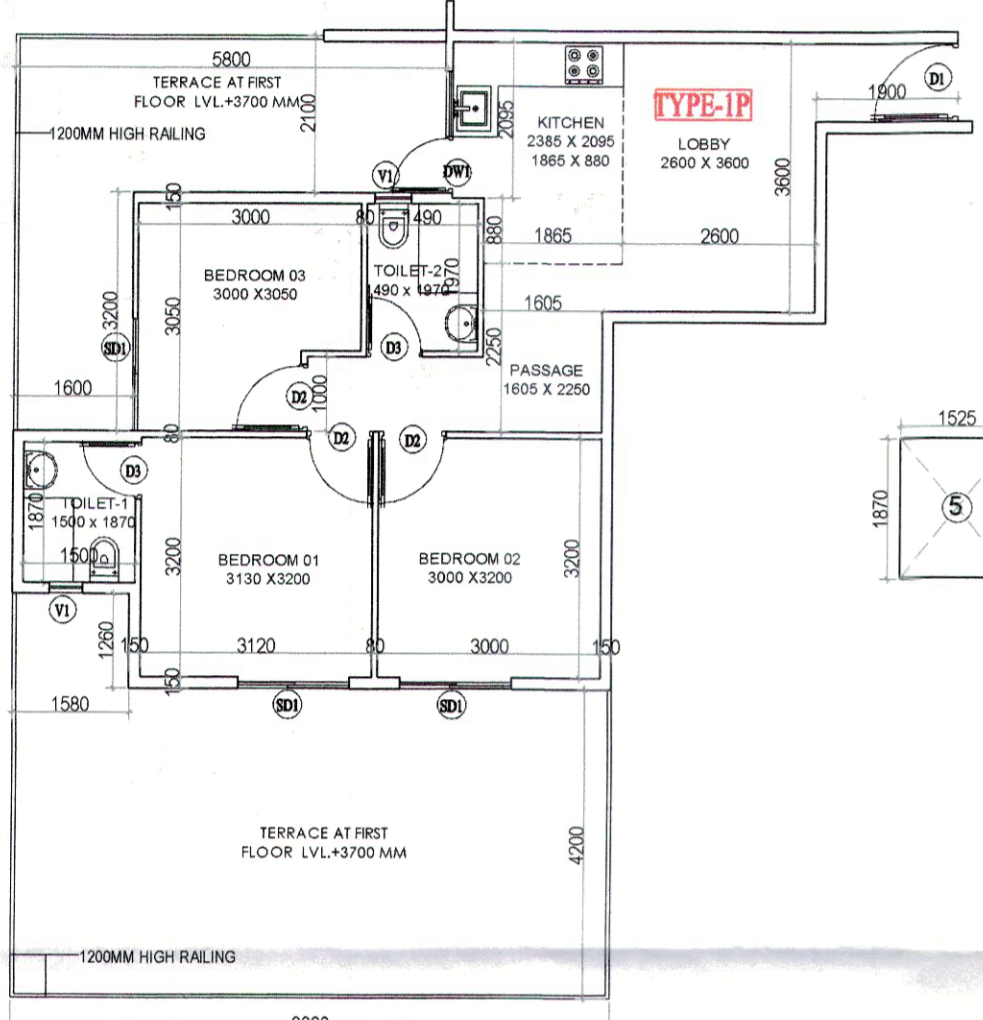 5800
TERRACE AT FIRST
FLOOR LVL.+3700 MM
2100
1200MM HIGH RAILING
KITCHEN
2385 X 2095
1865 X 880
2095
TYPE-1P
LOBBY
2600 X 3600
1900
D1
3600
V1
DW1
150
3000
80
490
880
1865
2600
BEDROOM 03
3000 X3050
TOILET-2
490 x 1970
1970
1605
3200
3050
SD1
D3
2250
PASSAGE
1605 X 2250
1600
D2
1000
80
D2
D2
1525
D3
1870
TOILET-1
1500 x 1870
1500
3200
BEDROOM 01
3130 X3200
BEDROOM 02
3000 X3200
3200
1870
5
V1
1260
150
3120
80
3000
150
150
1580
SD1
SD1
TERRACE AT FIRST
FLOOR LVL.+3700 MM
4200
1200MM HIGH RAILING